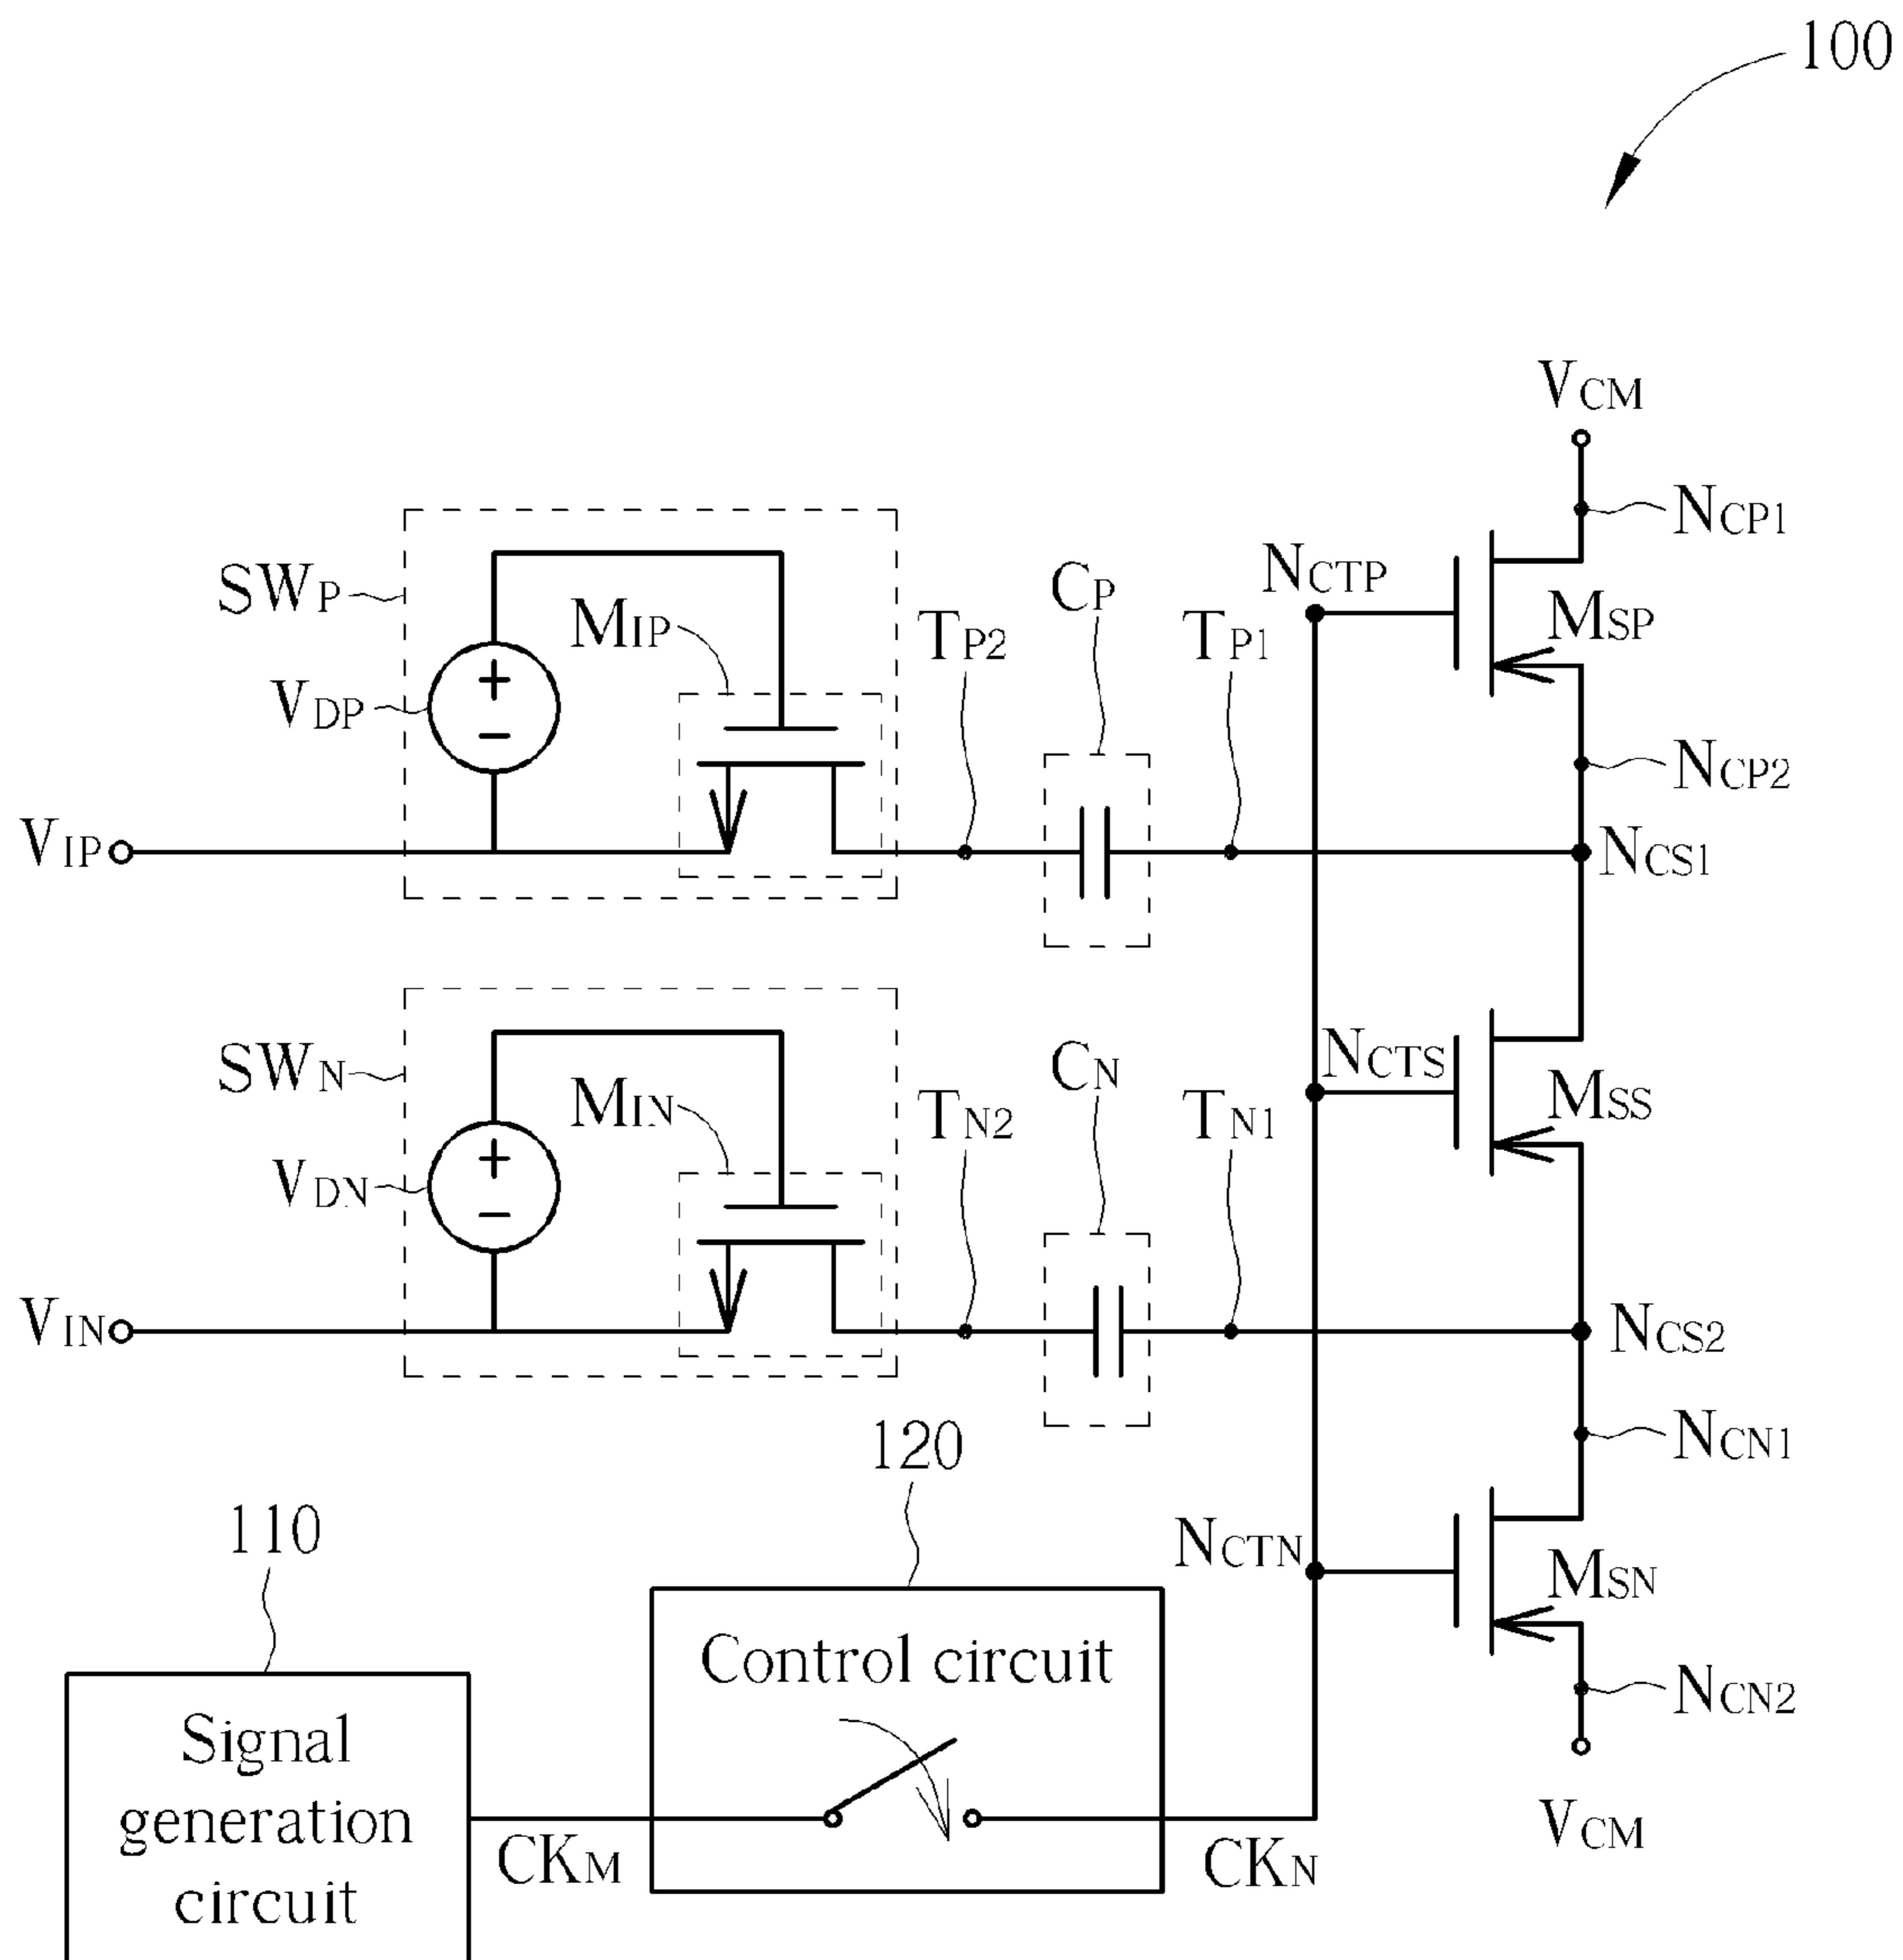 100
VCM
NCP1
SWP
MIP
TP2
CP
TP1
NCTP
MSP
VDP
+
−
NCP2
VIP
NCS1
SWN
MIN
TN2
CN
TN1
NCTS
MSS
VDN
+
−
VIN
NCS2
NCN1
120
110
NCTN
MSN
Control circuit
NCN2
Signal
generation
circuit
CKM
CKN
VCM